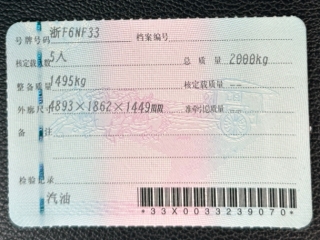 号牌号码 浙F6NF33 档案编号
核定载人数 5人 总质量 2000kg
整备质量 1495kg 核定载质量 --
外廓尺寸 4893×1862×1449mm 准牵引总质量 --
备注
检验记录
汽油
*33X0033239070*